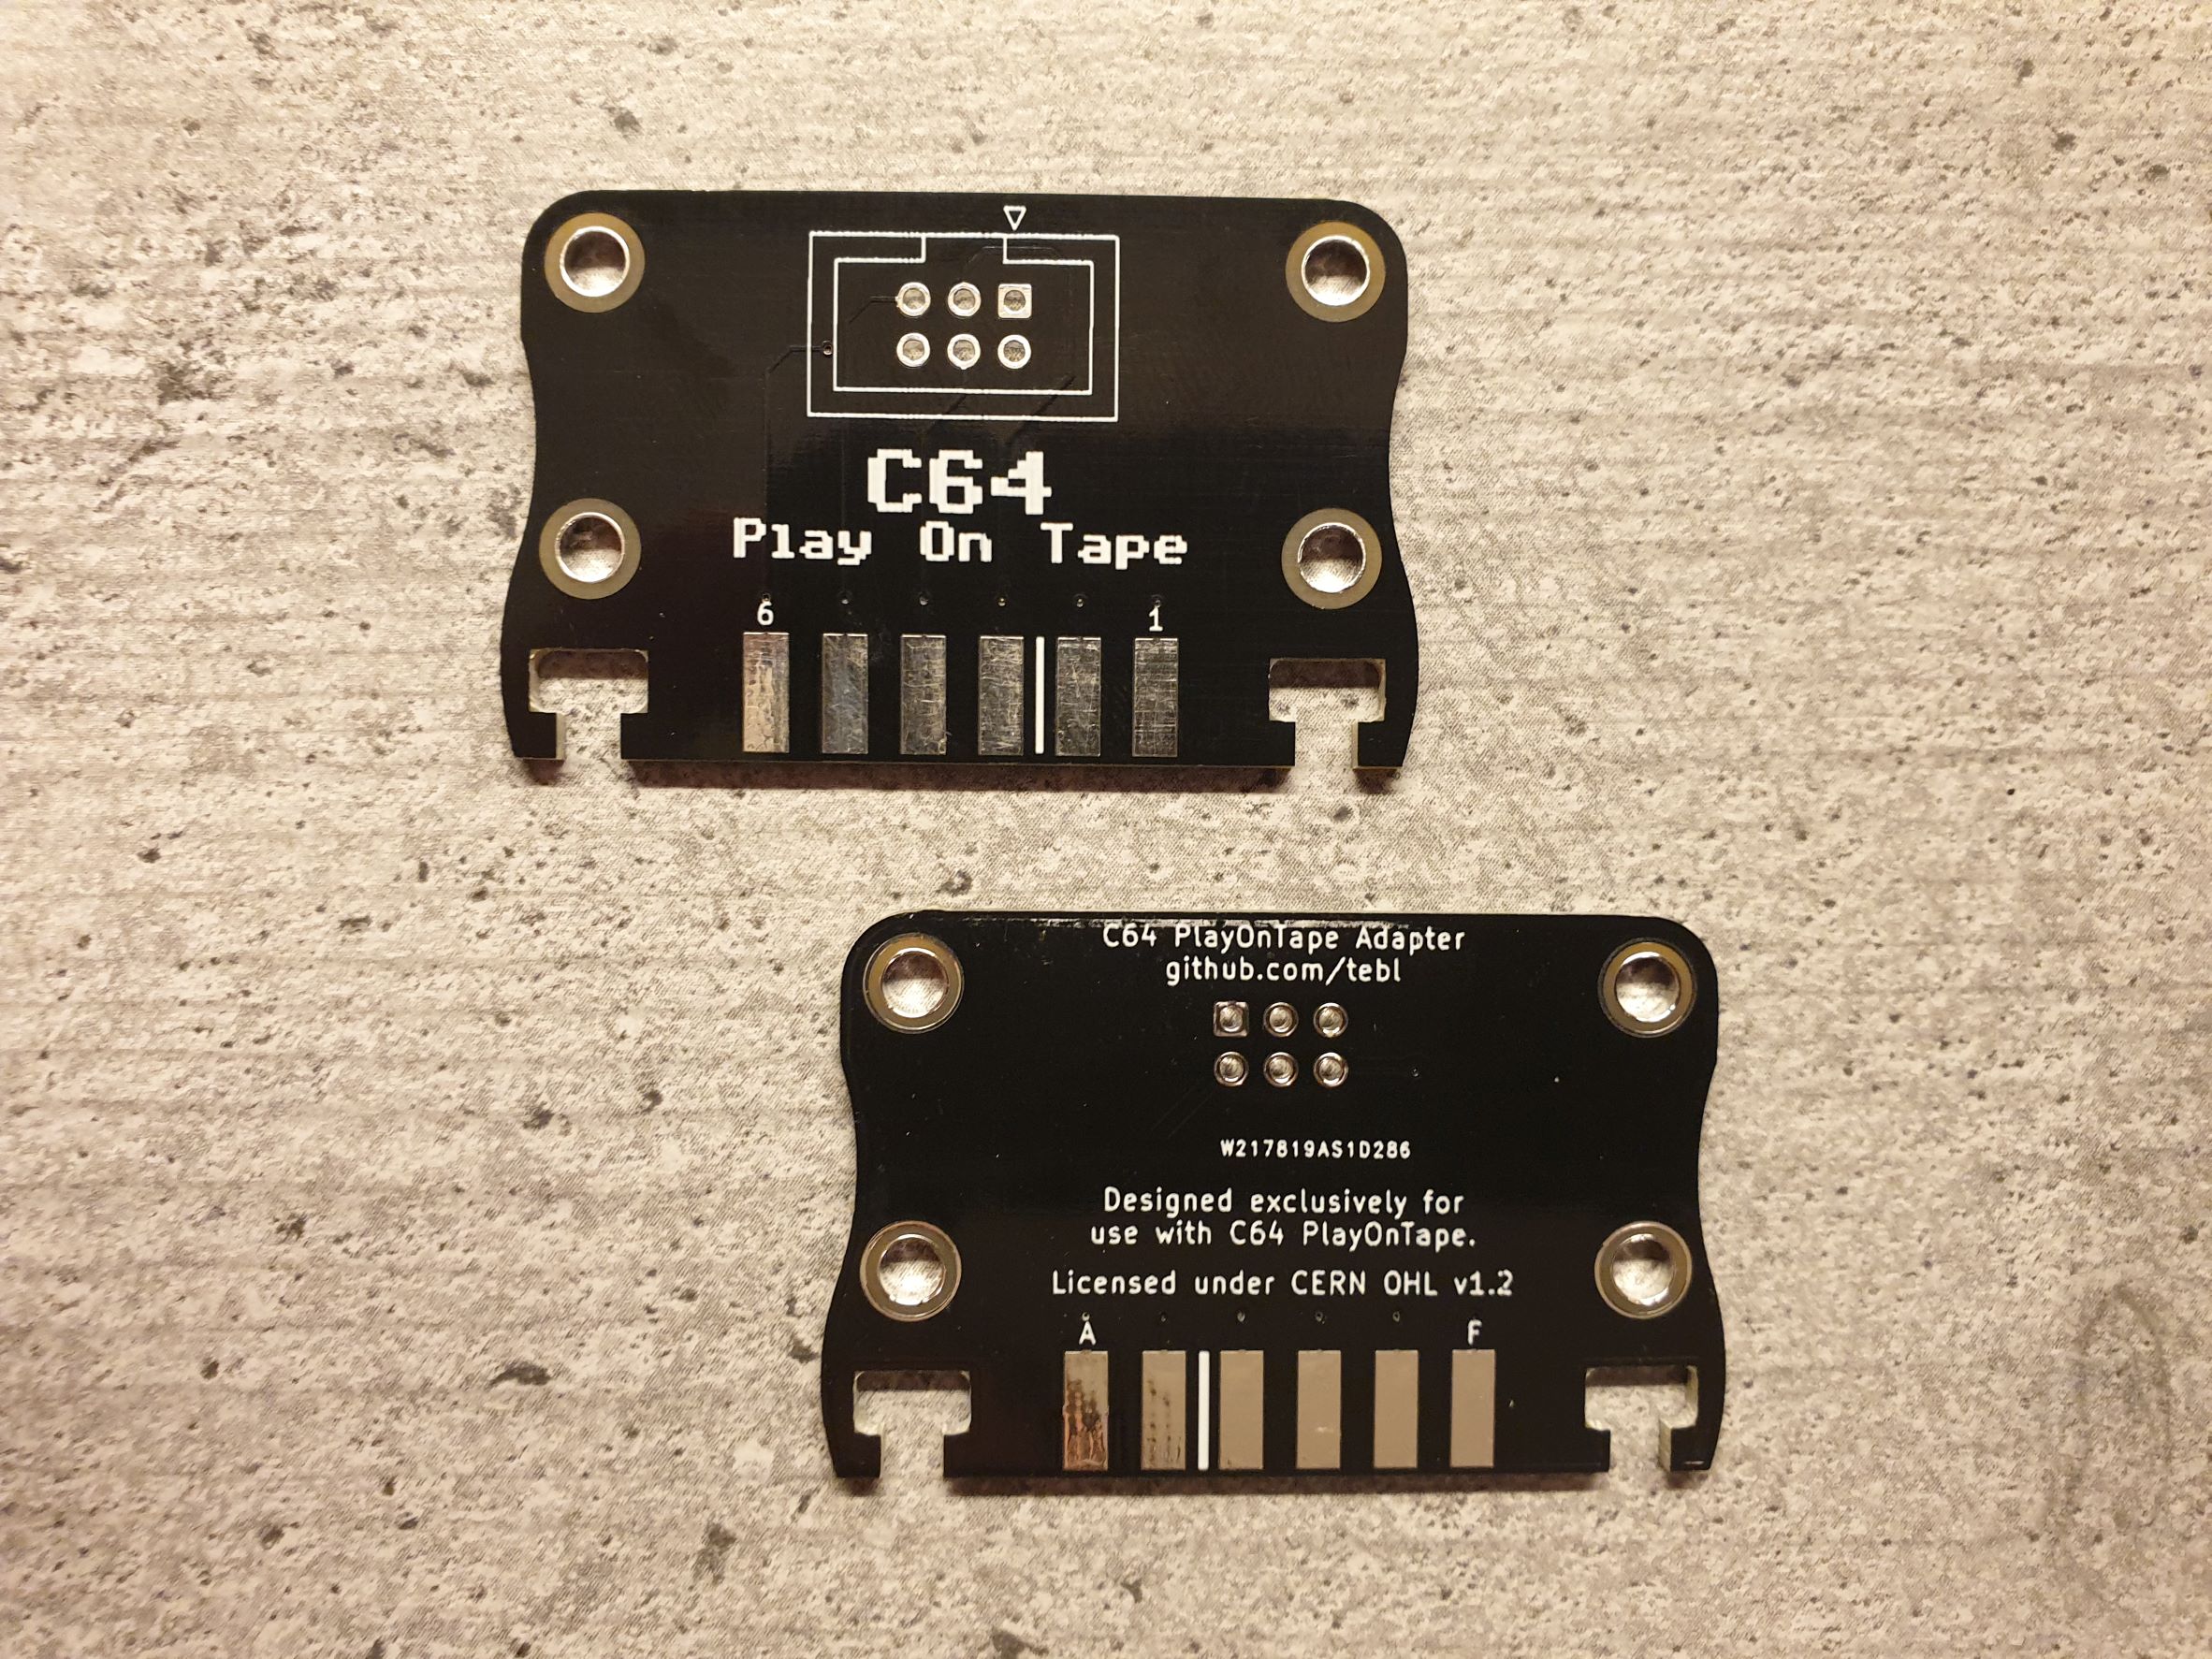 C64
Play On Tape
6 1
C64 PlayOnTape Adapter
github.com/tebl
W217819AS1D286
Designed exclusively for
use with C64 PlayOnTape.
Licensed under CERN OHL v1.2
A F